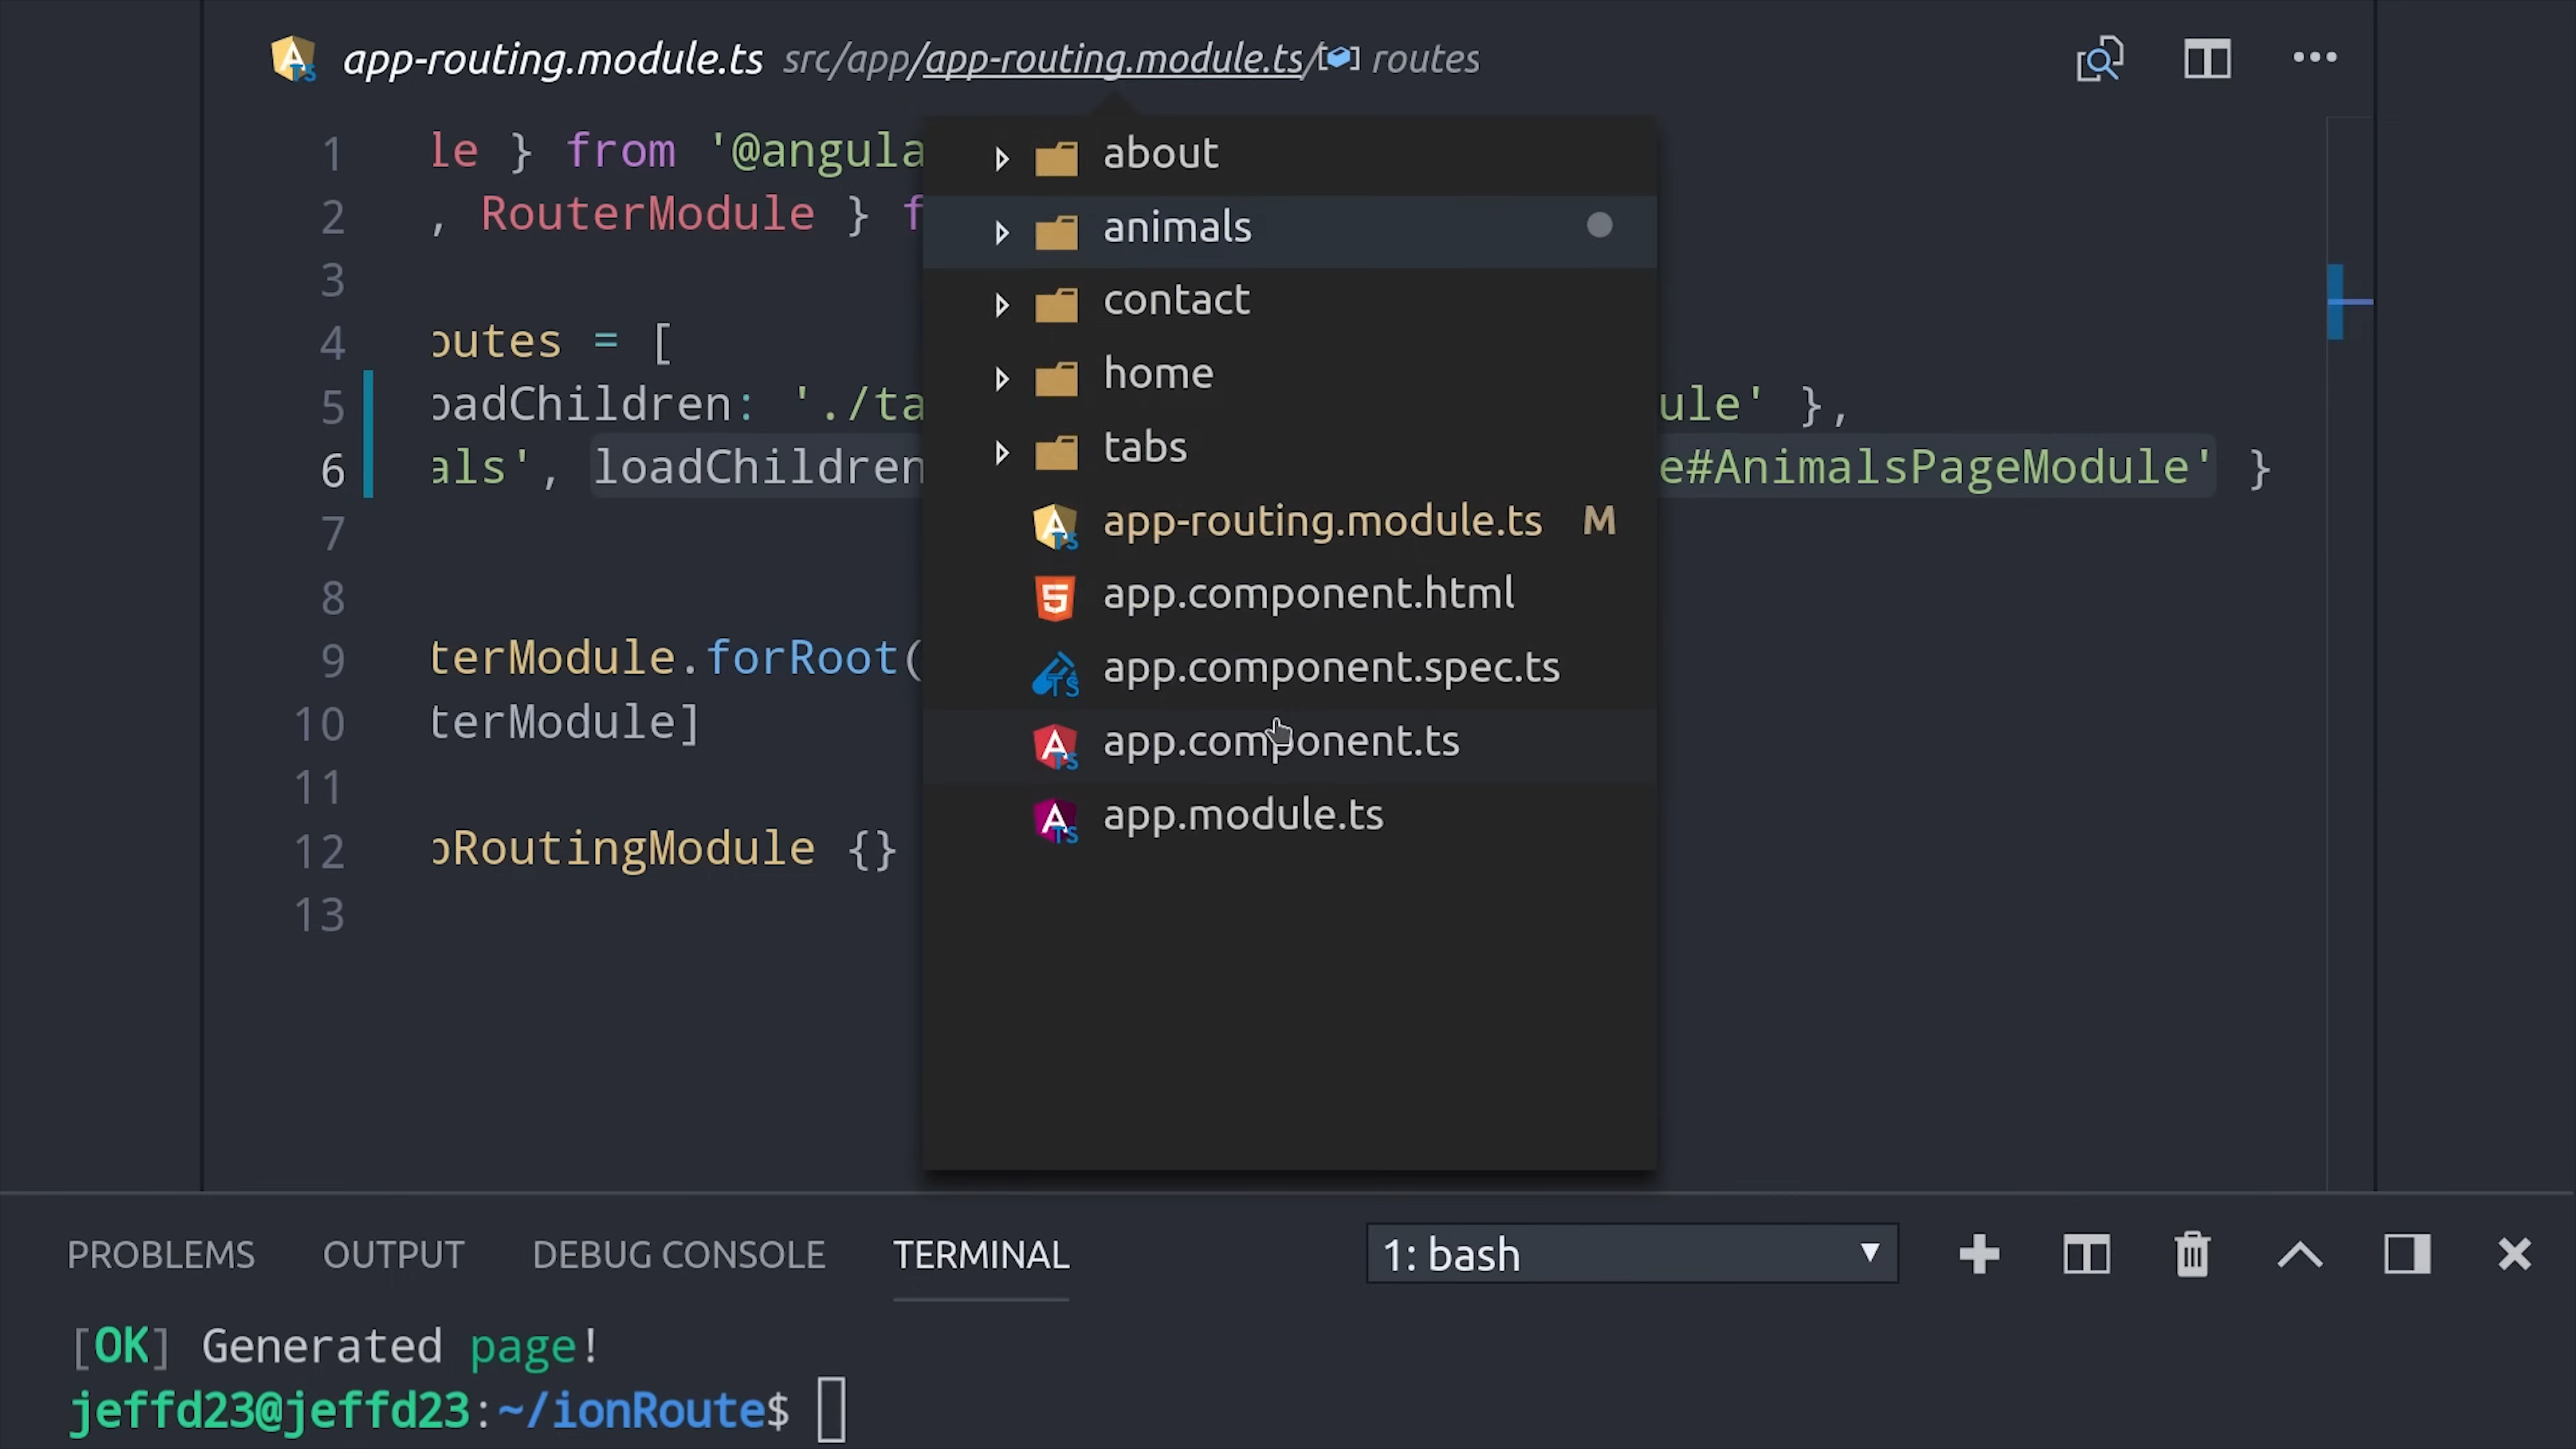 app-routing.module.ts src/app/app-routing.module.ts/ routes
1 le } from '@angula
2 , RouterModule } f
3
4 outes = [
5 oadChildren: './ta ule' },
6 als', loadChildren e#AnimalsPageModule' }
7
8
9 terModule.forRoot(
10 terModule]
11
12 pRoutingModule {}
13
about
animals
contact
home
tabs
app-routing.module.ts M
app.component.html
app.component.spec.ts
app.component.ts
app.module.ts
PROBLEMS OUTPUT DEBUG CONSOLE TERMINAL 1: bash
[OK] Generated page!
jeffd23@jeffd23:~/ionRoute$